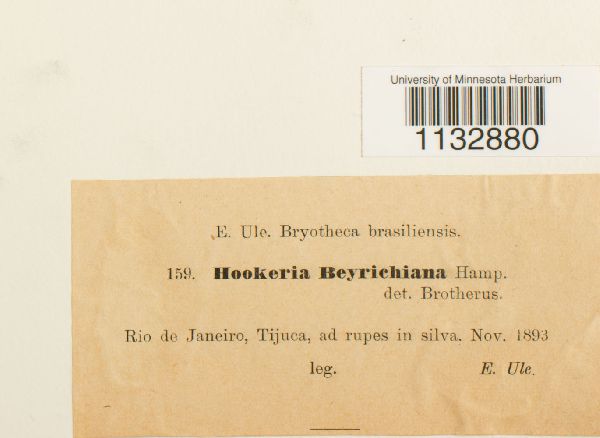 University of Minnesota Herbarium
1132880
E. Ule. Bryotheca brasiliensis.
159. Hookeria Beyrichiana Hamp.
det. Brotherus.
Rio de Janeiro, Tijuca, ad rupes in silva. Nov. 1893
leg. E. Ule.